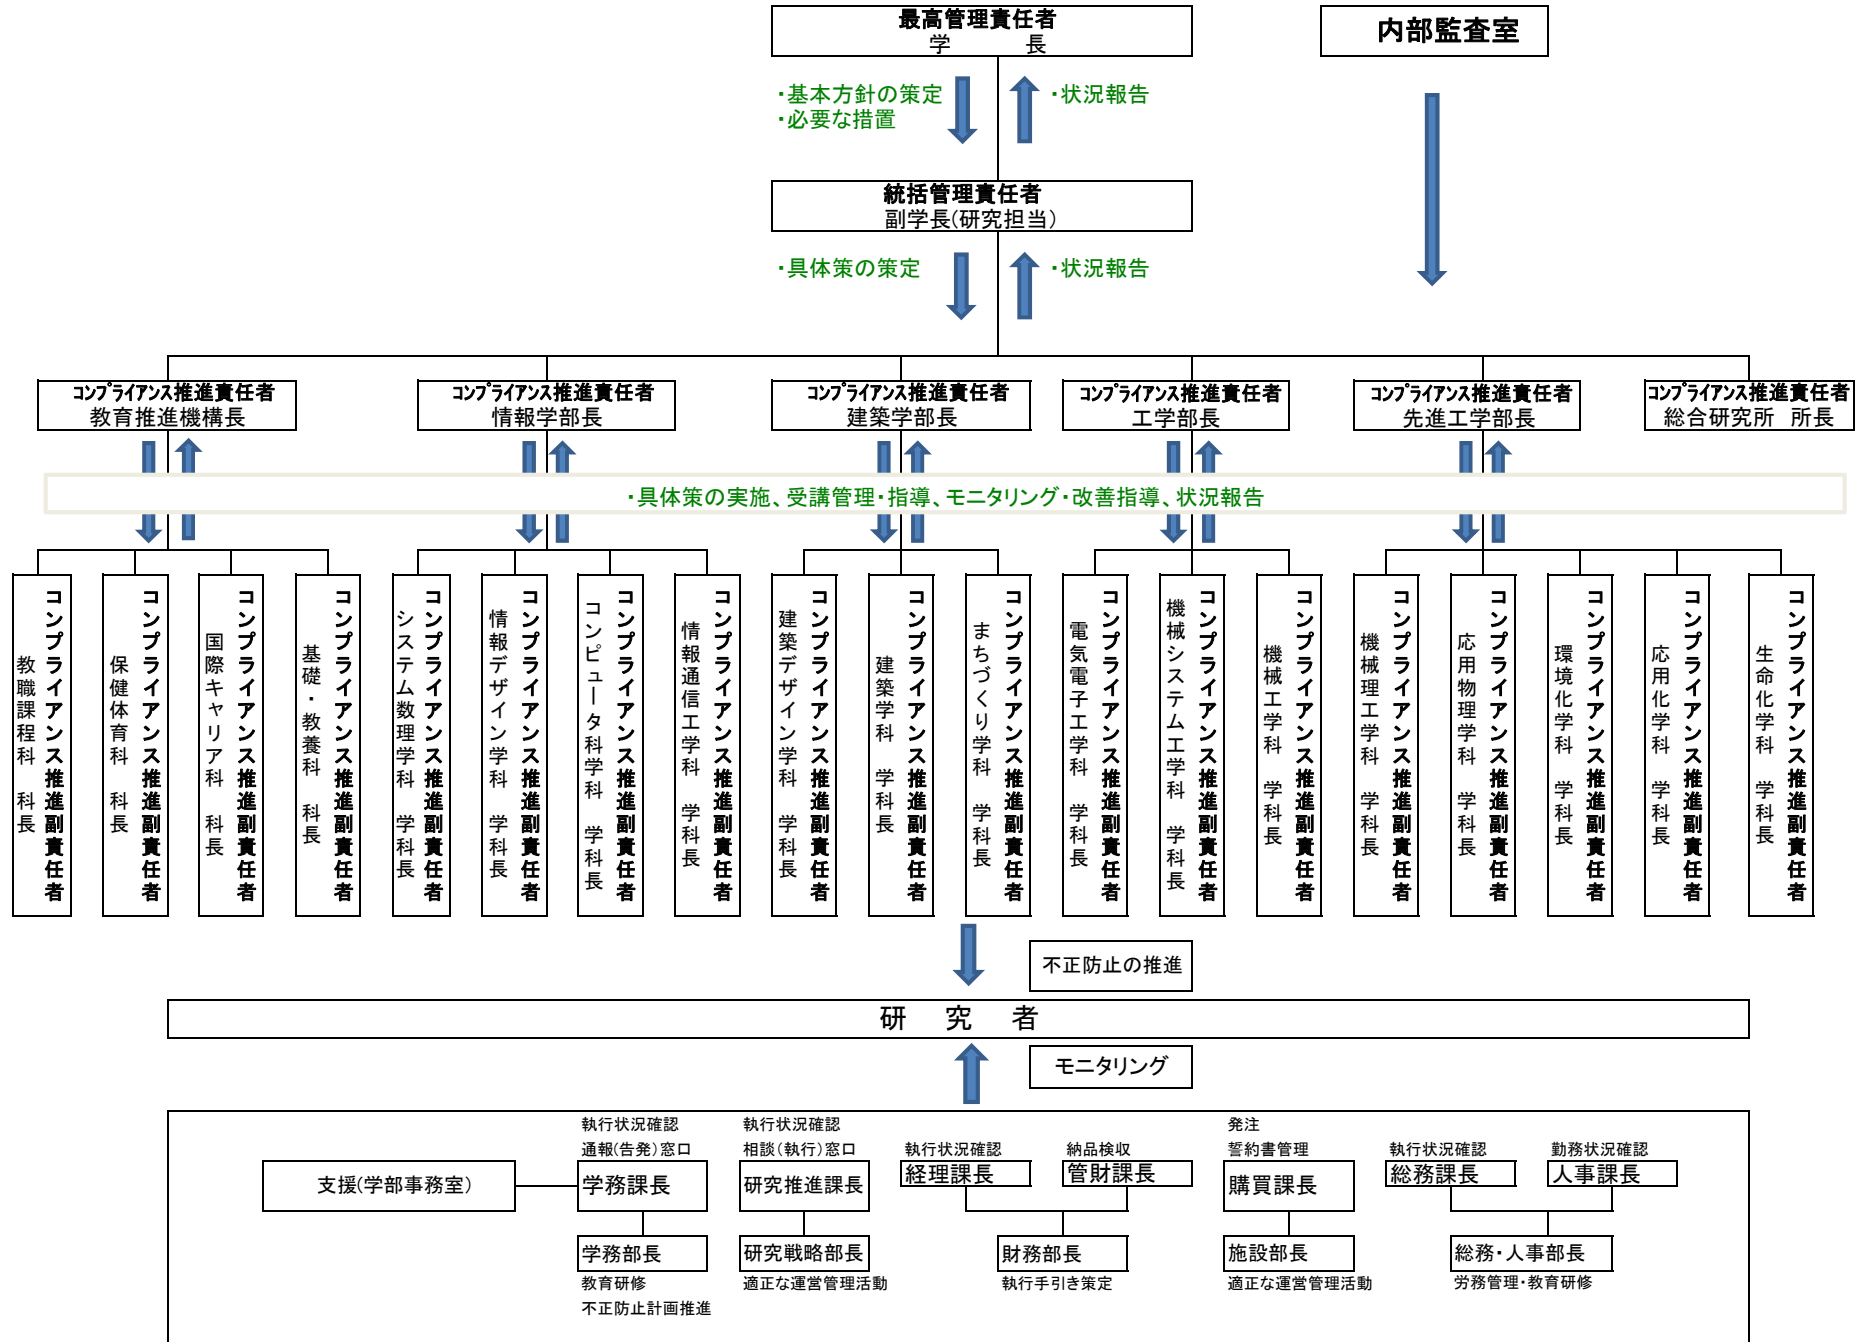 最高管理責任者
学　　　長
内部監査室
・基本方針の策定
・必要な措置
・状況報告
統括管理責任者
副学長(研究担当)
・具体策の策定
・状況報告
コンプライアンス推進責任者
教育推進機構長
コンプライアンス推進責任者
情報学部長
コンプライアンス推進責任者
建築学部長
コンプライアンス推進責任者
工学部長
コンプライアンス推進責任者
先進工学部長
コンプライアンス推進責任者
総合研究所　所長
・具体策の実施、受講管理・指導、モニタリング・改善指導、状況報告
コンプライアンス推進副責任者
教職課程科　科長
コンプライアンス推進副責任者
保健体育科　科長
コンプライアンス推進副責任者
国際キャリア科　科長
コンプライアンス推進副責任者
基礎・教養科　科長
コンプライアンス推進副責任者
システム数理学科　学科長
コンプライアンス推進副責任者
情報デザイン学科　学科長
コンプライアンス推進副責任者
コンピュータ科学科　学科長
コンプライアンス推進副責任者
情報通信工学科　学科長
コンプライアンス推進副責任者
建築デザイン学科　学科長
コンプライアンス推進副責任者
建築学科　学科長
コンプライアンス推進副責任者
まちづくり学科　学科長
コンプライアンス推進副責任者
電気電子工学科　学科長
コンプライアンス推進副責任者
機械システム工学科　学科長
コンプライアンス推進副責任者
機械工学科　学科長
コンプライアンス推進副責任者
機械理工学科　学科長
コンプライアンス推進副責任者
応用物理学科　学科長
コンプライアンス推進副責任者
環境化学科　学科長
コンプライアンス推進副責任者
応用化学科　学科長
コンプライアンス推進副責任者
生命化学科　学科長
不正防止の推進
研　究　者
モニタリング
支援(学部事務室)
執行状況確認
通報(告発)窓口
学務課長
学務部長
教育研修
不正防止計画推進
執行状況確認
相談(執行)窓口
研究推進課長
研究戦略部長
適正な運営管理活動
執行状況確認
経理課長
納品検収
管財課長
財務部長
執行手引き策定
発注
誓約書管理
購買課長
施設部長
適正な運営管理活動
執行状況確認
総務課長
勤務状況確認
人事課長
総務・人事部長
労務管理・教育研修